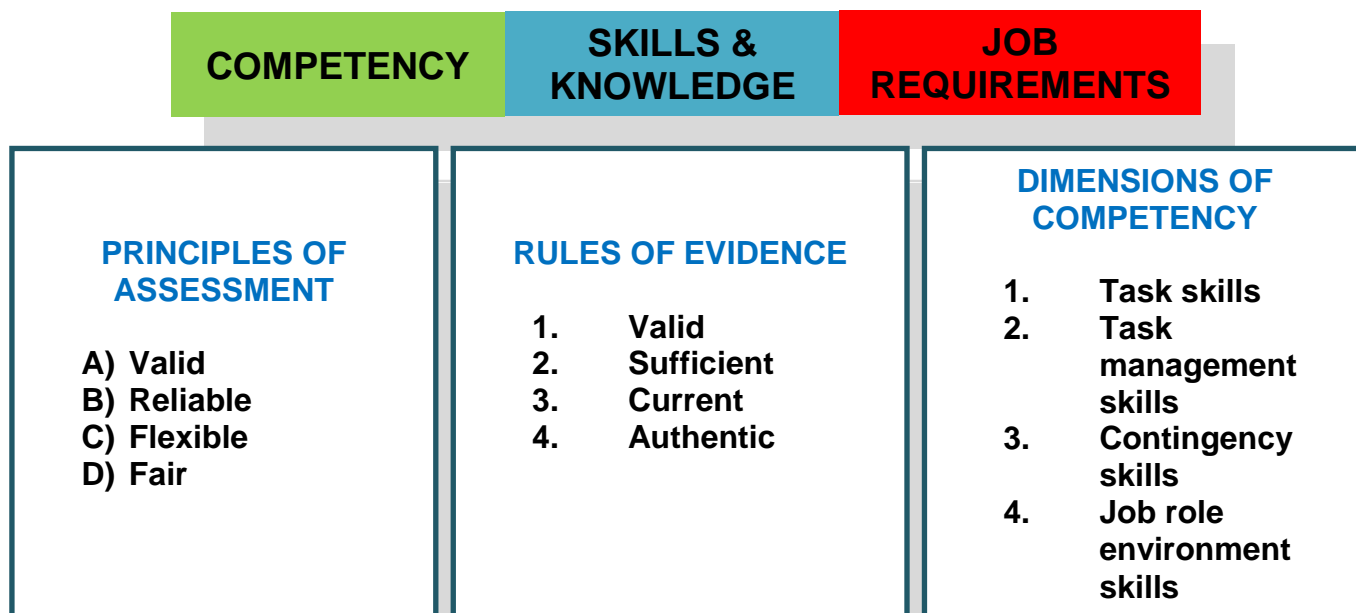 COMPETENCY
SKILLS &
KNOWLEDGE
JOB
REQUIREMENTS
PRINCIPLES OF
ASSESSMENT
A) Valid
B) Reliable
C) Flexible
D) Fair
RULES OF EVIDENCE
1. Valid
2. Sufficient
3. Current
4. Authentic
DIMENSIONS OF
COMPETENCY
1. Task skills
2. Task
management
skills
3. Contingency
skills
4. Job role
environment
skills